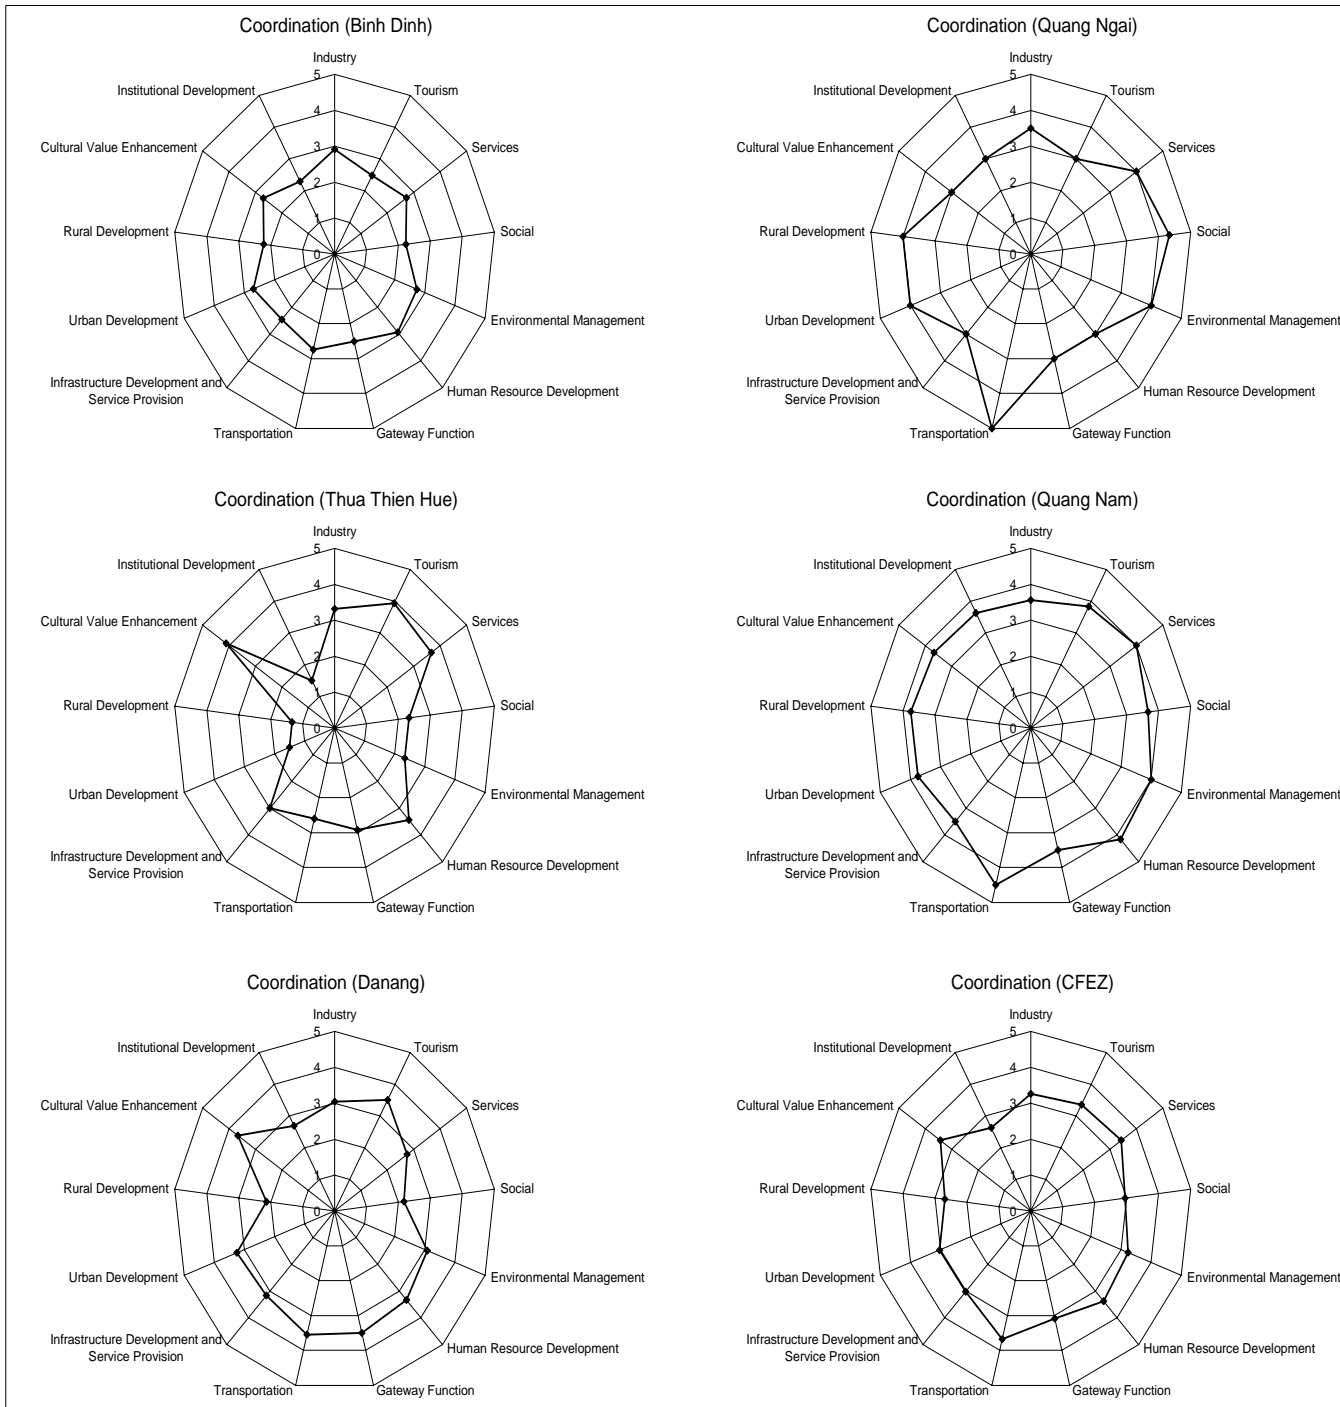 Coordination (Binh Dinh)
Industry
5
Institutional Development
Tourism
4
Cultural Value Enhancement
Services
3
2
Rural Development
Social
1
0
Urban Development
Environmental Management
Infrastructure Development and
Service Provision
Human Resource Development
Transportation
Gateway Function
Coordination (Quang Ngai)
Industry
5
Institutional Development
Tourism
4
Cultural Value Enhancement
Services
3
2
Rural Development
Social
1
0
Urban Development
Environmental Management
Infrastructure Development and
Service Provision
Human Resource Development
Transportation
Gateway Function
Coordination (Thua Thien Hue)
Industry
5
Institutional Development
Tourism
4
Cultural Value Enhancement
Services
3
2
Rural Development
Social
1
0
Urban Development
Environmental Management
Infrastructure Development and
Service Provision
Human Resource Development
Transportation
Gateway Function
Coordination (Quang Nam)
Industry
5
Institutional Development
Tourism
4
Cultural Value Enhancement
Services
3
2
Rural Development
Social
1
0
Urban Development
Environmental Management
Infrastructure Development and
Service Provision
Human Resource Development
Transportation
Gateway Function
Coordination (Danang)
Industry
5
Institutional Development
Tourism
4
Cultural Value Enhancement
Services
3
2
Rural Development
Social
1
0
Urban Development
Environmental Management
Infrastructure Development and
Service Provision
Human Resource Development
Transportation
Gateway Function
Coordination (CFEZ)
Industry
5
Institutional Development
Tourism
4
Cultural Value Enhancement
Services
3
2
Rural Development
Social
1
0
Urban Development
Environmental Management
Infrastructure Development and
Service Provision
Human Resource Development
Transportation
Gateway Function